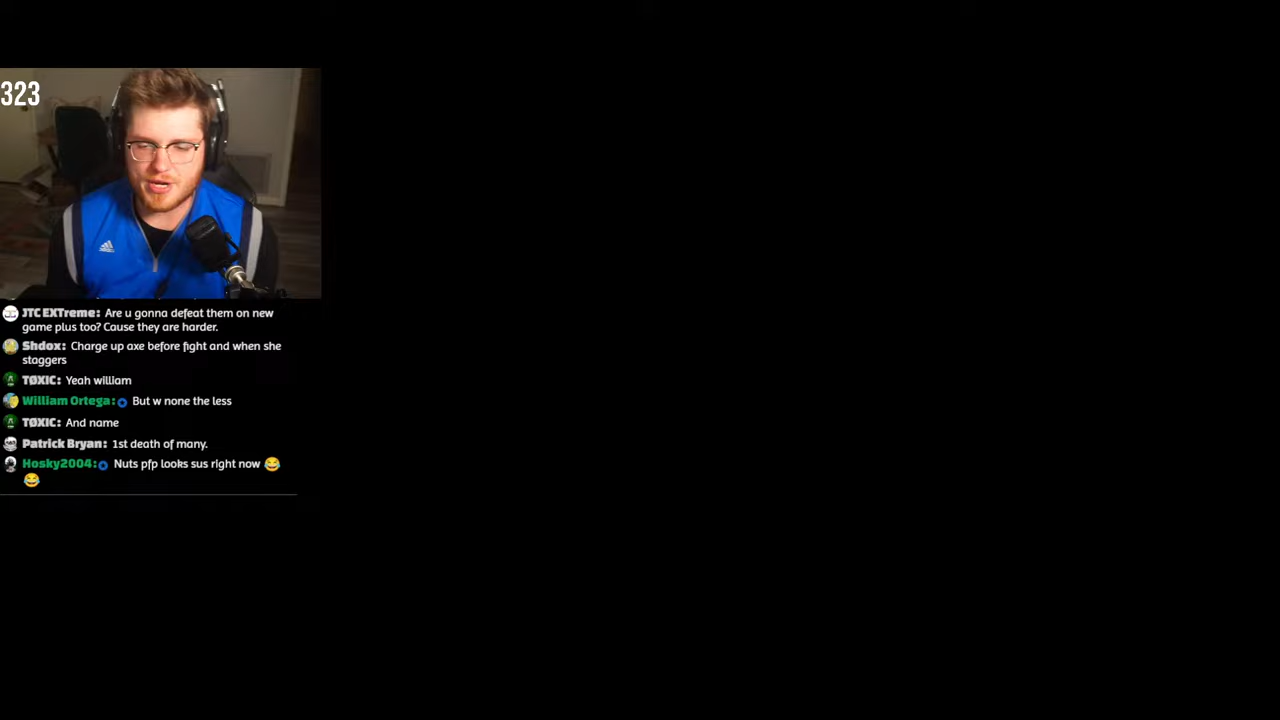 323
JTC EXTreme: Are u gonna defeat them on new
game plus too? Cause they are harder.
Shdox: Charge up axe before fight and when she
staggers
TØXIC: Yeah william
William Ortega: But w none the less
TØXIC: And name
Patrick Bryan: 1st death of many.
Hosky2004: Nuts pfp looks sus right now 😂
😂